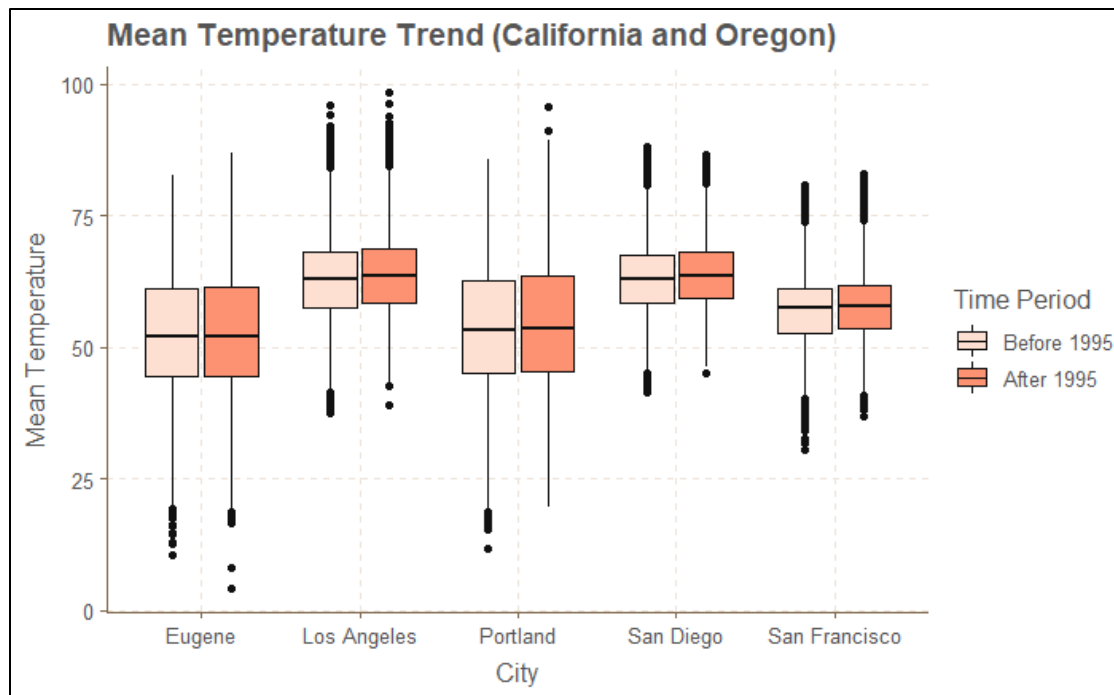 Mean Temperature Trend (California and Oregon)
Mean Temperature
100
75
50
25
0
Eugene Los Angeles Portland San Diego San Francisco
City
Time Period
Before 1995
After 1995